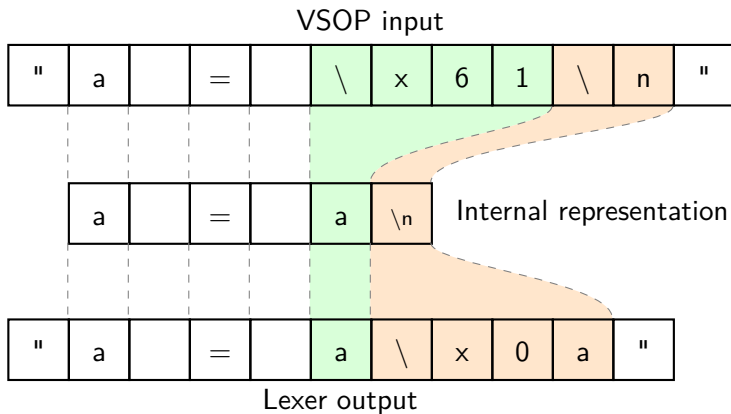 VSOP input
" a = \ x 6 1 \ n "
a = a \n
Internal representation
" a = a \ x 0 a "
Lexer output